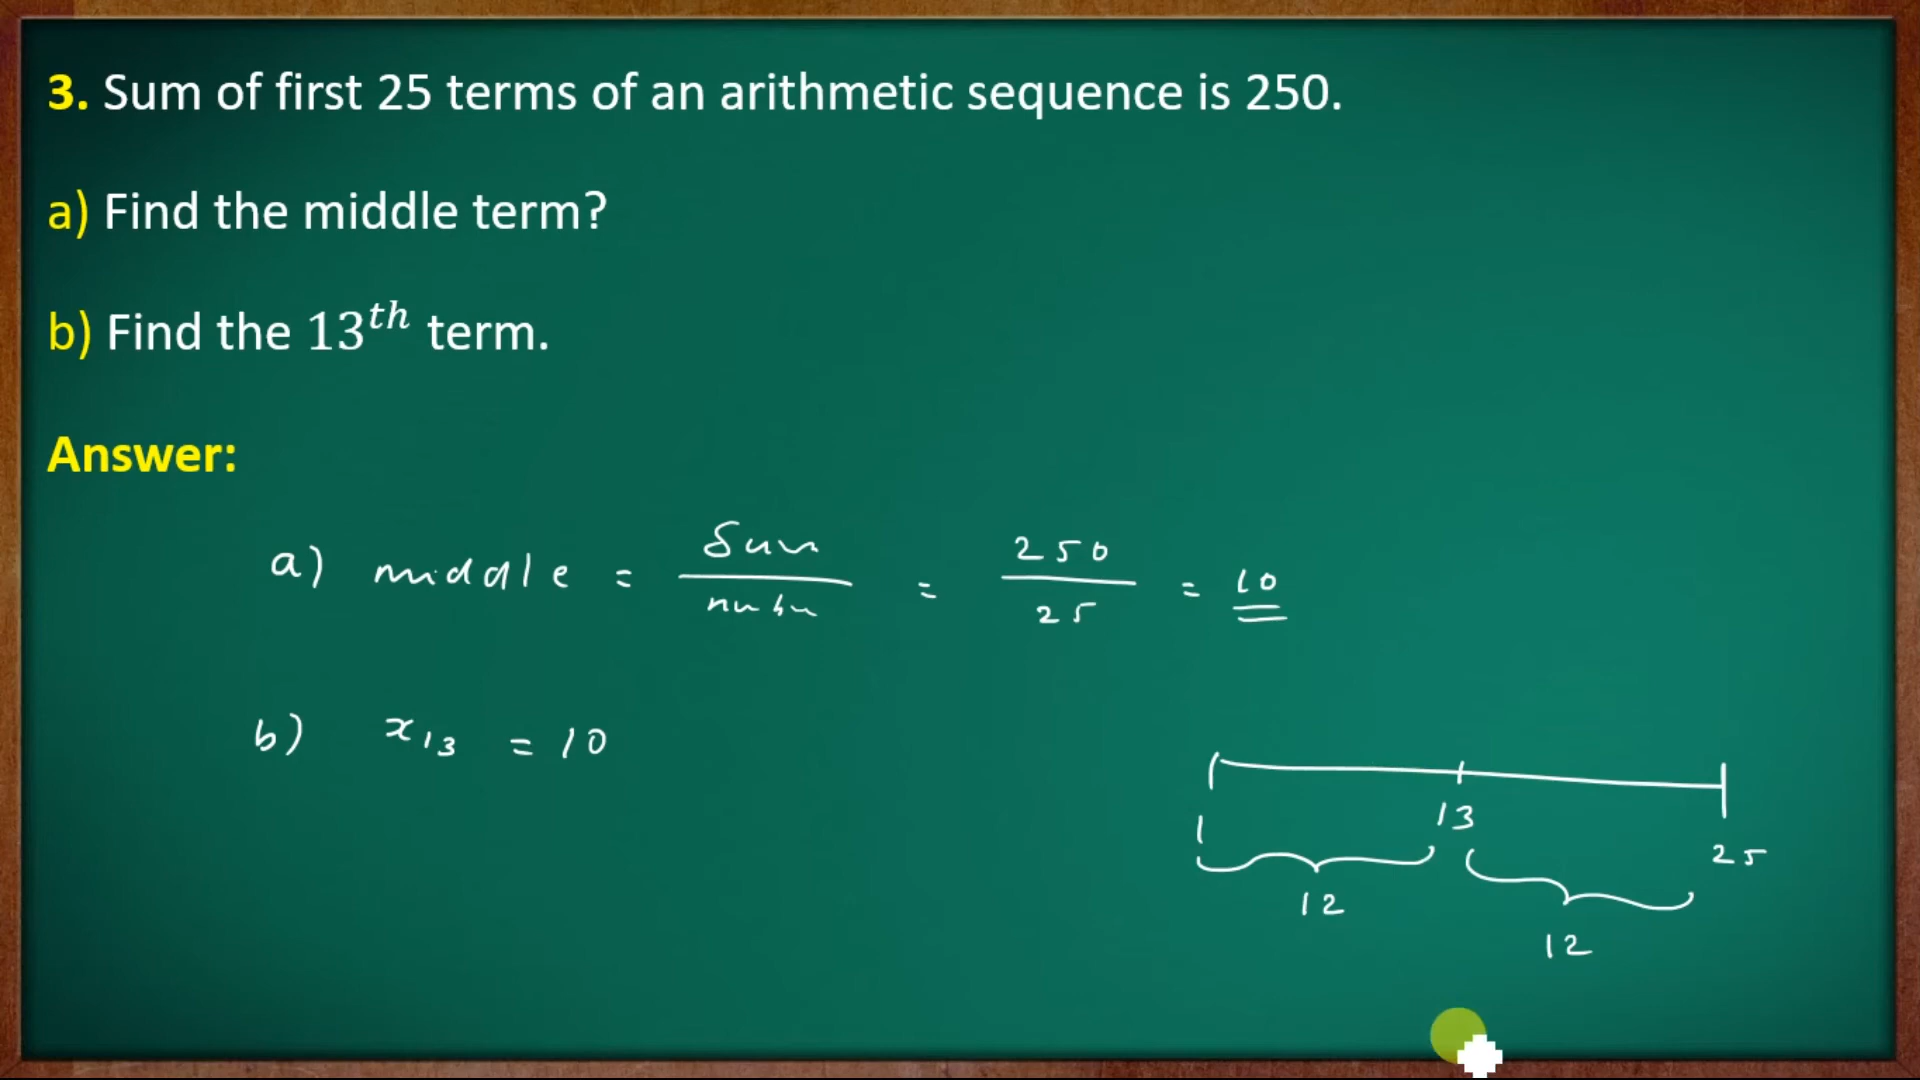 3. Sum of first 25 terms of an arithmetic sequence is 250.
a) Find the middle term?
b) Find the 13th term.
Answer:
a) middle = Sum / = 250 / 25 = 10
b) x13 = 10
1 13 25
12 12